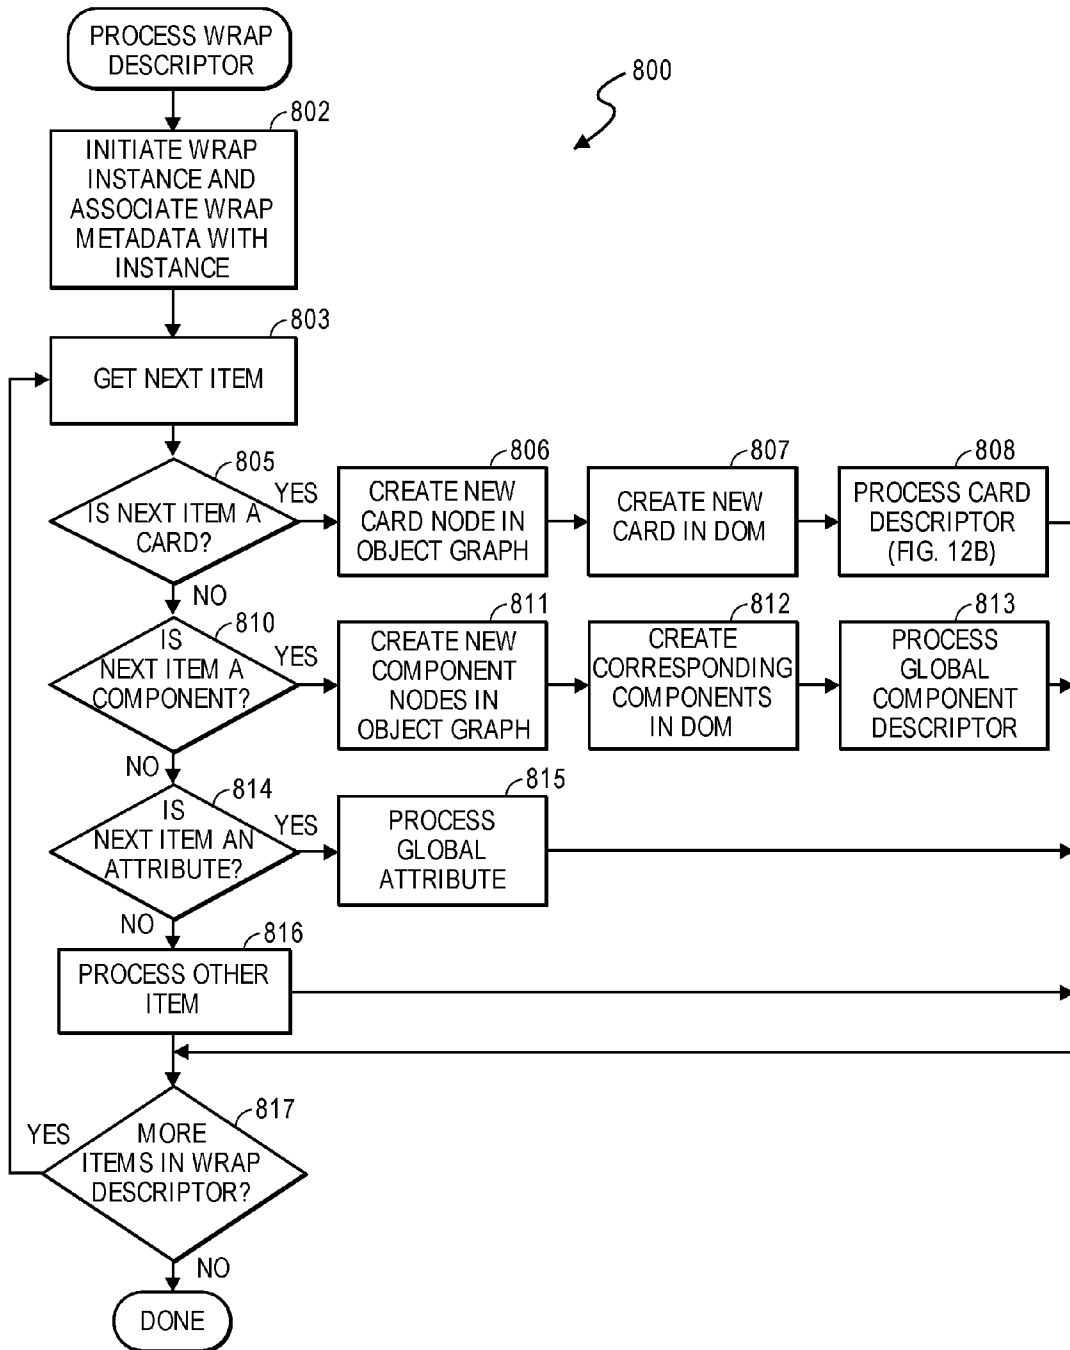 PROCESS WRAP
DESCRIPTOR
800
802
INITIATE WRAP
INSTANCE AND
ASSOCIATE WRAP
METADATA WITH
INSTANCE
803
GET NEXT ITEM
805
IS NEXT ITEM A
CARD?
YES
NO
806
CREATE NEW
CARD NODE IN
OBJECT GRAPH
807
CREATE NEW
CARD IN DOM
808
PROCESS CARD
DESCRIPTOR
(FIG. 12B)
810
IS
NEXT ITEM A
COMPONENT?
YES
NO
811
CREATE NEW
COMPONENT
NODES IN
OBJECT GRAPH
812
CREATE
CORRESPONDING
COMPONENTS
IN DOM
813
PROCESS
GLOBAL
COMPONENT
DESCRIPTOR
814
IS
NEXT ITEM AN
ATTRIBUTE?
YES
NO
815
PROCESS
GLOBAL
ATTRIBUTE
816
PROCESS OTHER
ITEM
817
MORE
ITEMS IN WRAP
DESCRIPTOR?
YES
NO
DONE